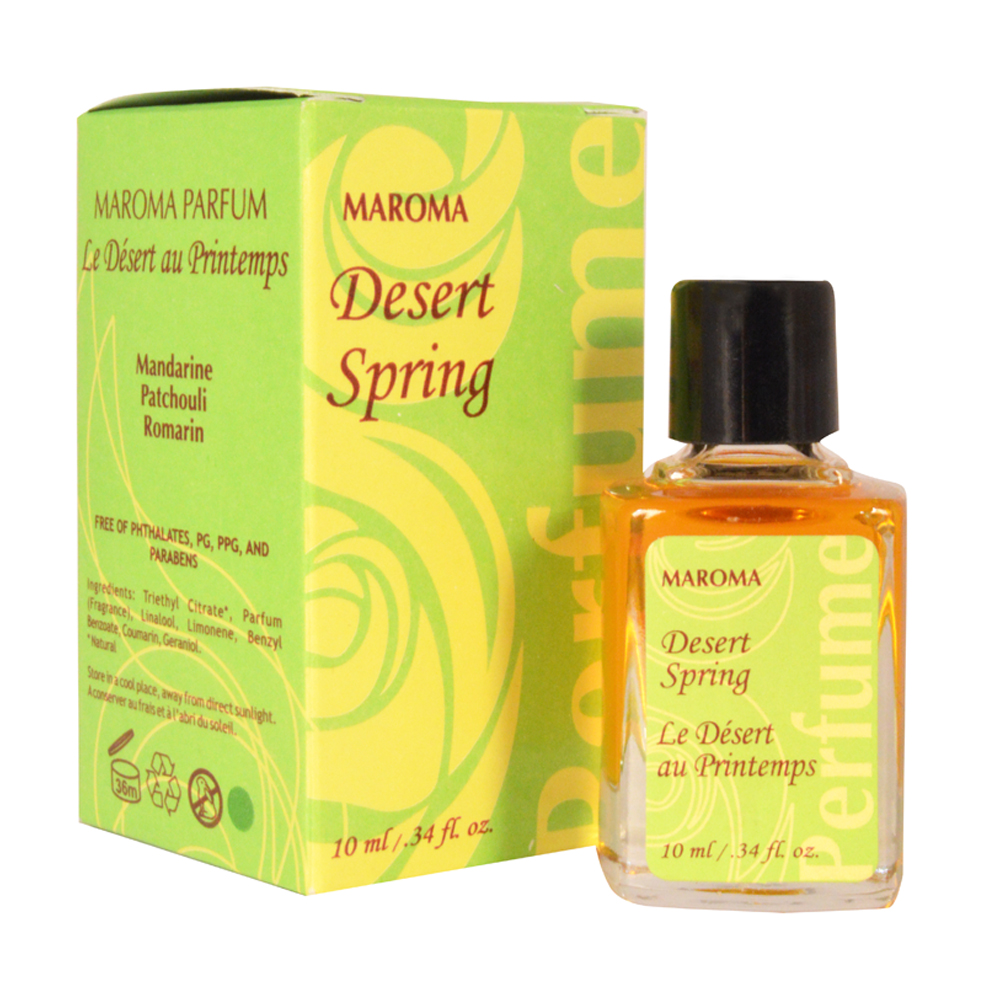 MAROMA PARFUM
Le Désert au Printemps
Mandarine
Patchouli
Romarin
FREE OF PHTHALATES, PG, PPG, AND
PARABENS
Ingredients: Triethyl Citrate*, Parfum
(Fragrance), Linalool, Limonene, Benzyl
Benzoate, Coumarin, Geraniol.
*Natural
Store in a cool place, away from direct sunlight.
A conserver au frais et à l'abri du soleil.
36m
MAROMA
Desert
Spring
10 ml / .34 fl. oz.
Perfume
MAROMA
Desert
Spring
Le Désert
au Printemps
10 ml / .34 fl. oz.
Perfume